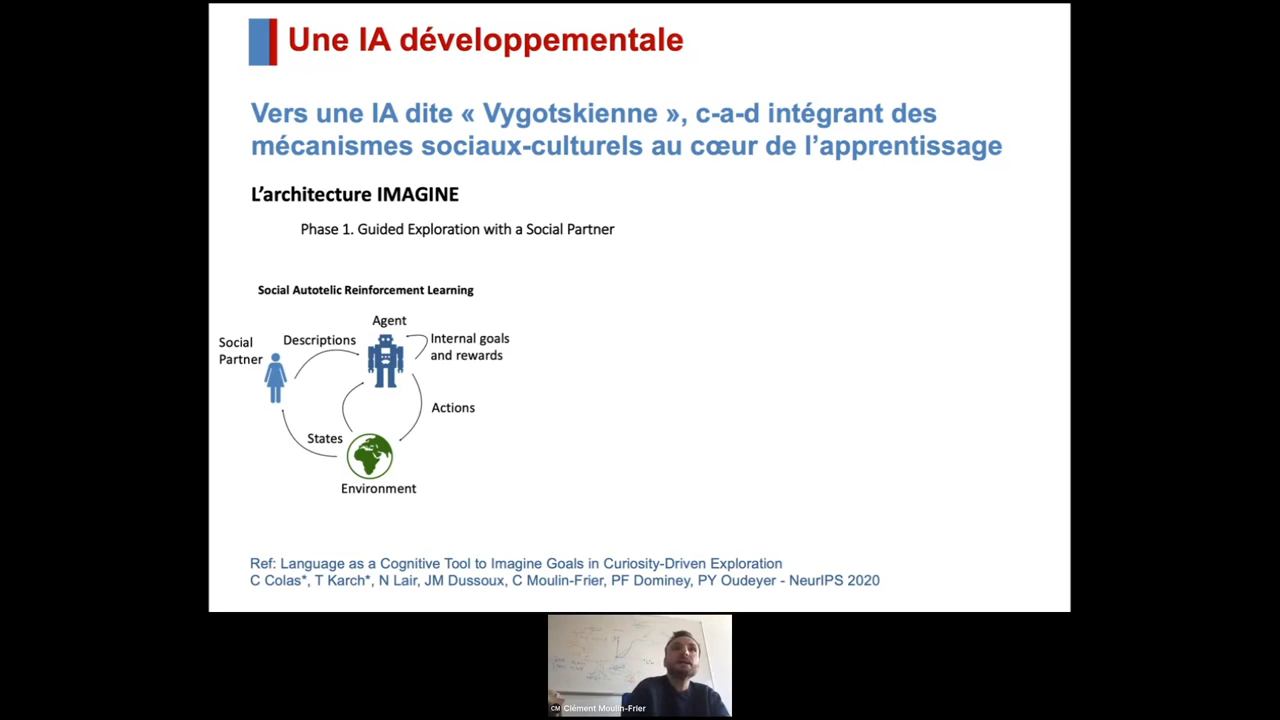 Une IA développementale
Vers une IA dite « Vygotskienne », c-a-d intégrant des
mécanismes sociaux-culturels au cœur de l'apprentissage
L'architecture IMAGINE
Phase 1. Guided Exploration with a Social Partner
Social Autotelic Reinforcement Learning
Agent
Social
Partner
Descriptions
Internal goals
and rewards
Actions
States
Environment
Ref: Language as a Cognitive Tool to Imagine Goals in Curiosity-Driven Exploration
C Colas*, T Karch*, N Lair, JM Dussoux, C Moulin-Frier, PF Dominey, PY Oudeyer - NeurIPS 2020
CM Clément Moulin-Frier